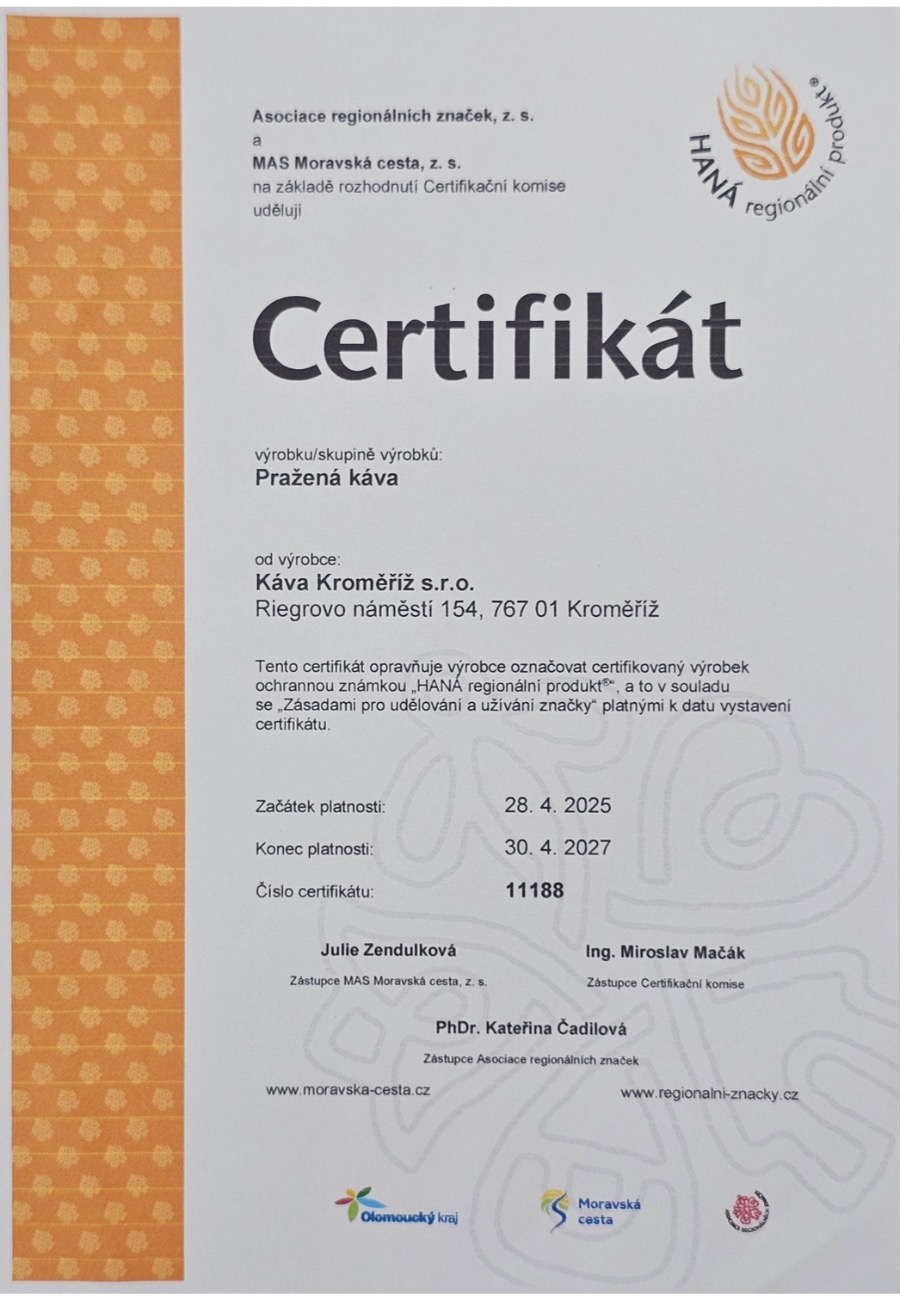 Asociace regionálních značek, z. s.
a
MAS Moravská cesta, z. s.
na základě rozhodnutí Certifikační komise
udělují
HANÁ regionální produkt®
Certifikát
výrobku/skupině výrobků:
Pražená káva
od výrobce:
Káva Kroměříž s.r.o.
Riegrovo náměstí 154, 767 01 Kroměříž
Tento certifikát opravňuje výrobce označovat certifikovaný výrobek
ochrannou známkou „HANÁ regionální produkt®“, a to v souladu
se „Zásadami pro udělování a užívání značky“ platnými k datu vystavení
certifikátu.
Začátek platnosti: 28. 4. 2025
Konec platnosti: 30. 4. 2027
Číslo certifikátu: 11188
Julie Zendulková Ing. Miroslav Mačák
Zástupce MAS Moravská cesta, z. s. Zástupce Certifikační komise
PhDr. Kateřina Čadilová
Zástupce Asociace regionálních značek
www.moravska-cesta.cz www.regionalni-znacky.cz
Olomoucký kraj
Moravská
cesta